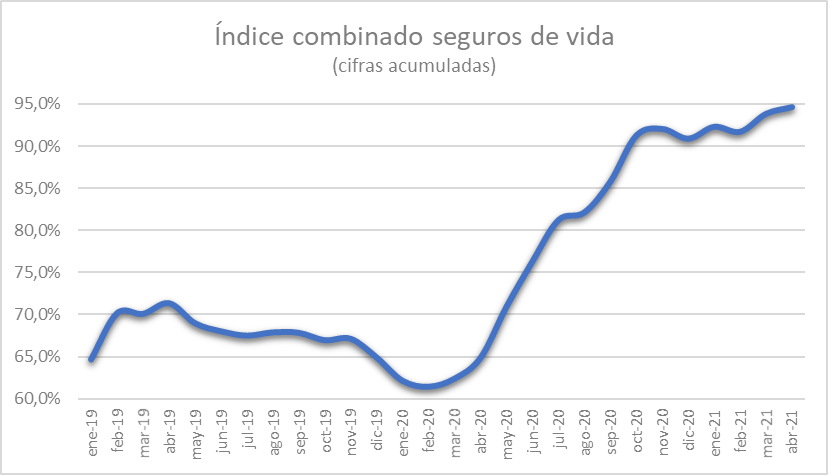 Índice combinado seguros de vida
(cifras acumuladas)
95,0%
90,0%
85,0%
80,0%
75,0%
70,0%
65,0%
60,0%
ene-19
feb-19
mar-19
abr-19
may-19
jun-19
jul-19
ago-19
sep-19
oct-19
nov-19
dic-19
ene-20
feb-20
mar-20
abr-20
may-20
jun-20
jul-20
ago-20
sep-20
oct-20
nov-20
dic-20
ene-21
feb-21
mar-21
abr-21